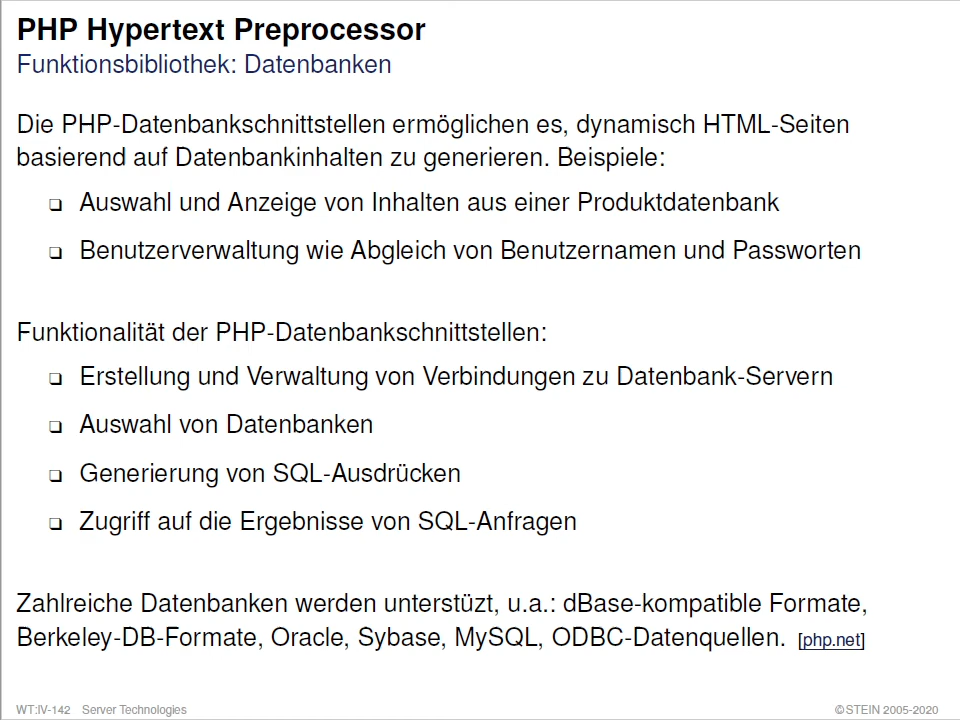 PHP Hypertext Preprocessor
Funktionsbibliothek: Datenbanken
Die PHP-Datenbankschnittstellen ermöglichen es, dynamisch HTML-Seiten
basierend auf Datenbankinhalten zu generieren. Beispiele:
❑ Auswahl und Anzeige von Inhalten aus einer Produktdatenbank
❑ Benutzerverwaltung wie Abgleich von Benutzernamen und Passworten
Funktionalität der PHP-Datenbankschnittstellen:
❑ Erstellung und Verwaltung von Verbindungen zu Datenbank-Servern
❑ Auswahl von Datenbanken
❑ Generierung von SQL-Ausdrücken
❑ Zugriff auf die Ergebnisse von SQL-Anfragen
Zahlreiche Datenbanken werden unterstüzt, u.a.: dBase-kompatible Formate,
Berkeley-DB-Formate, Oracle, Sybase, MySQL, ODBC-Datenquellen. [php.net]
WT:IV-142 Server Technologies ©STEIN 2005-2020